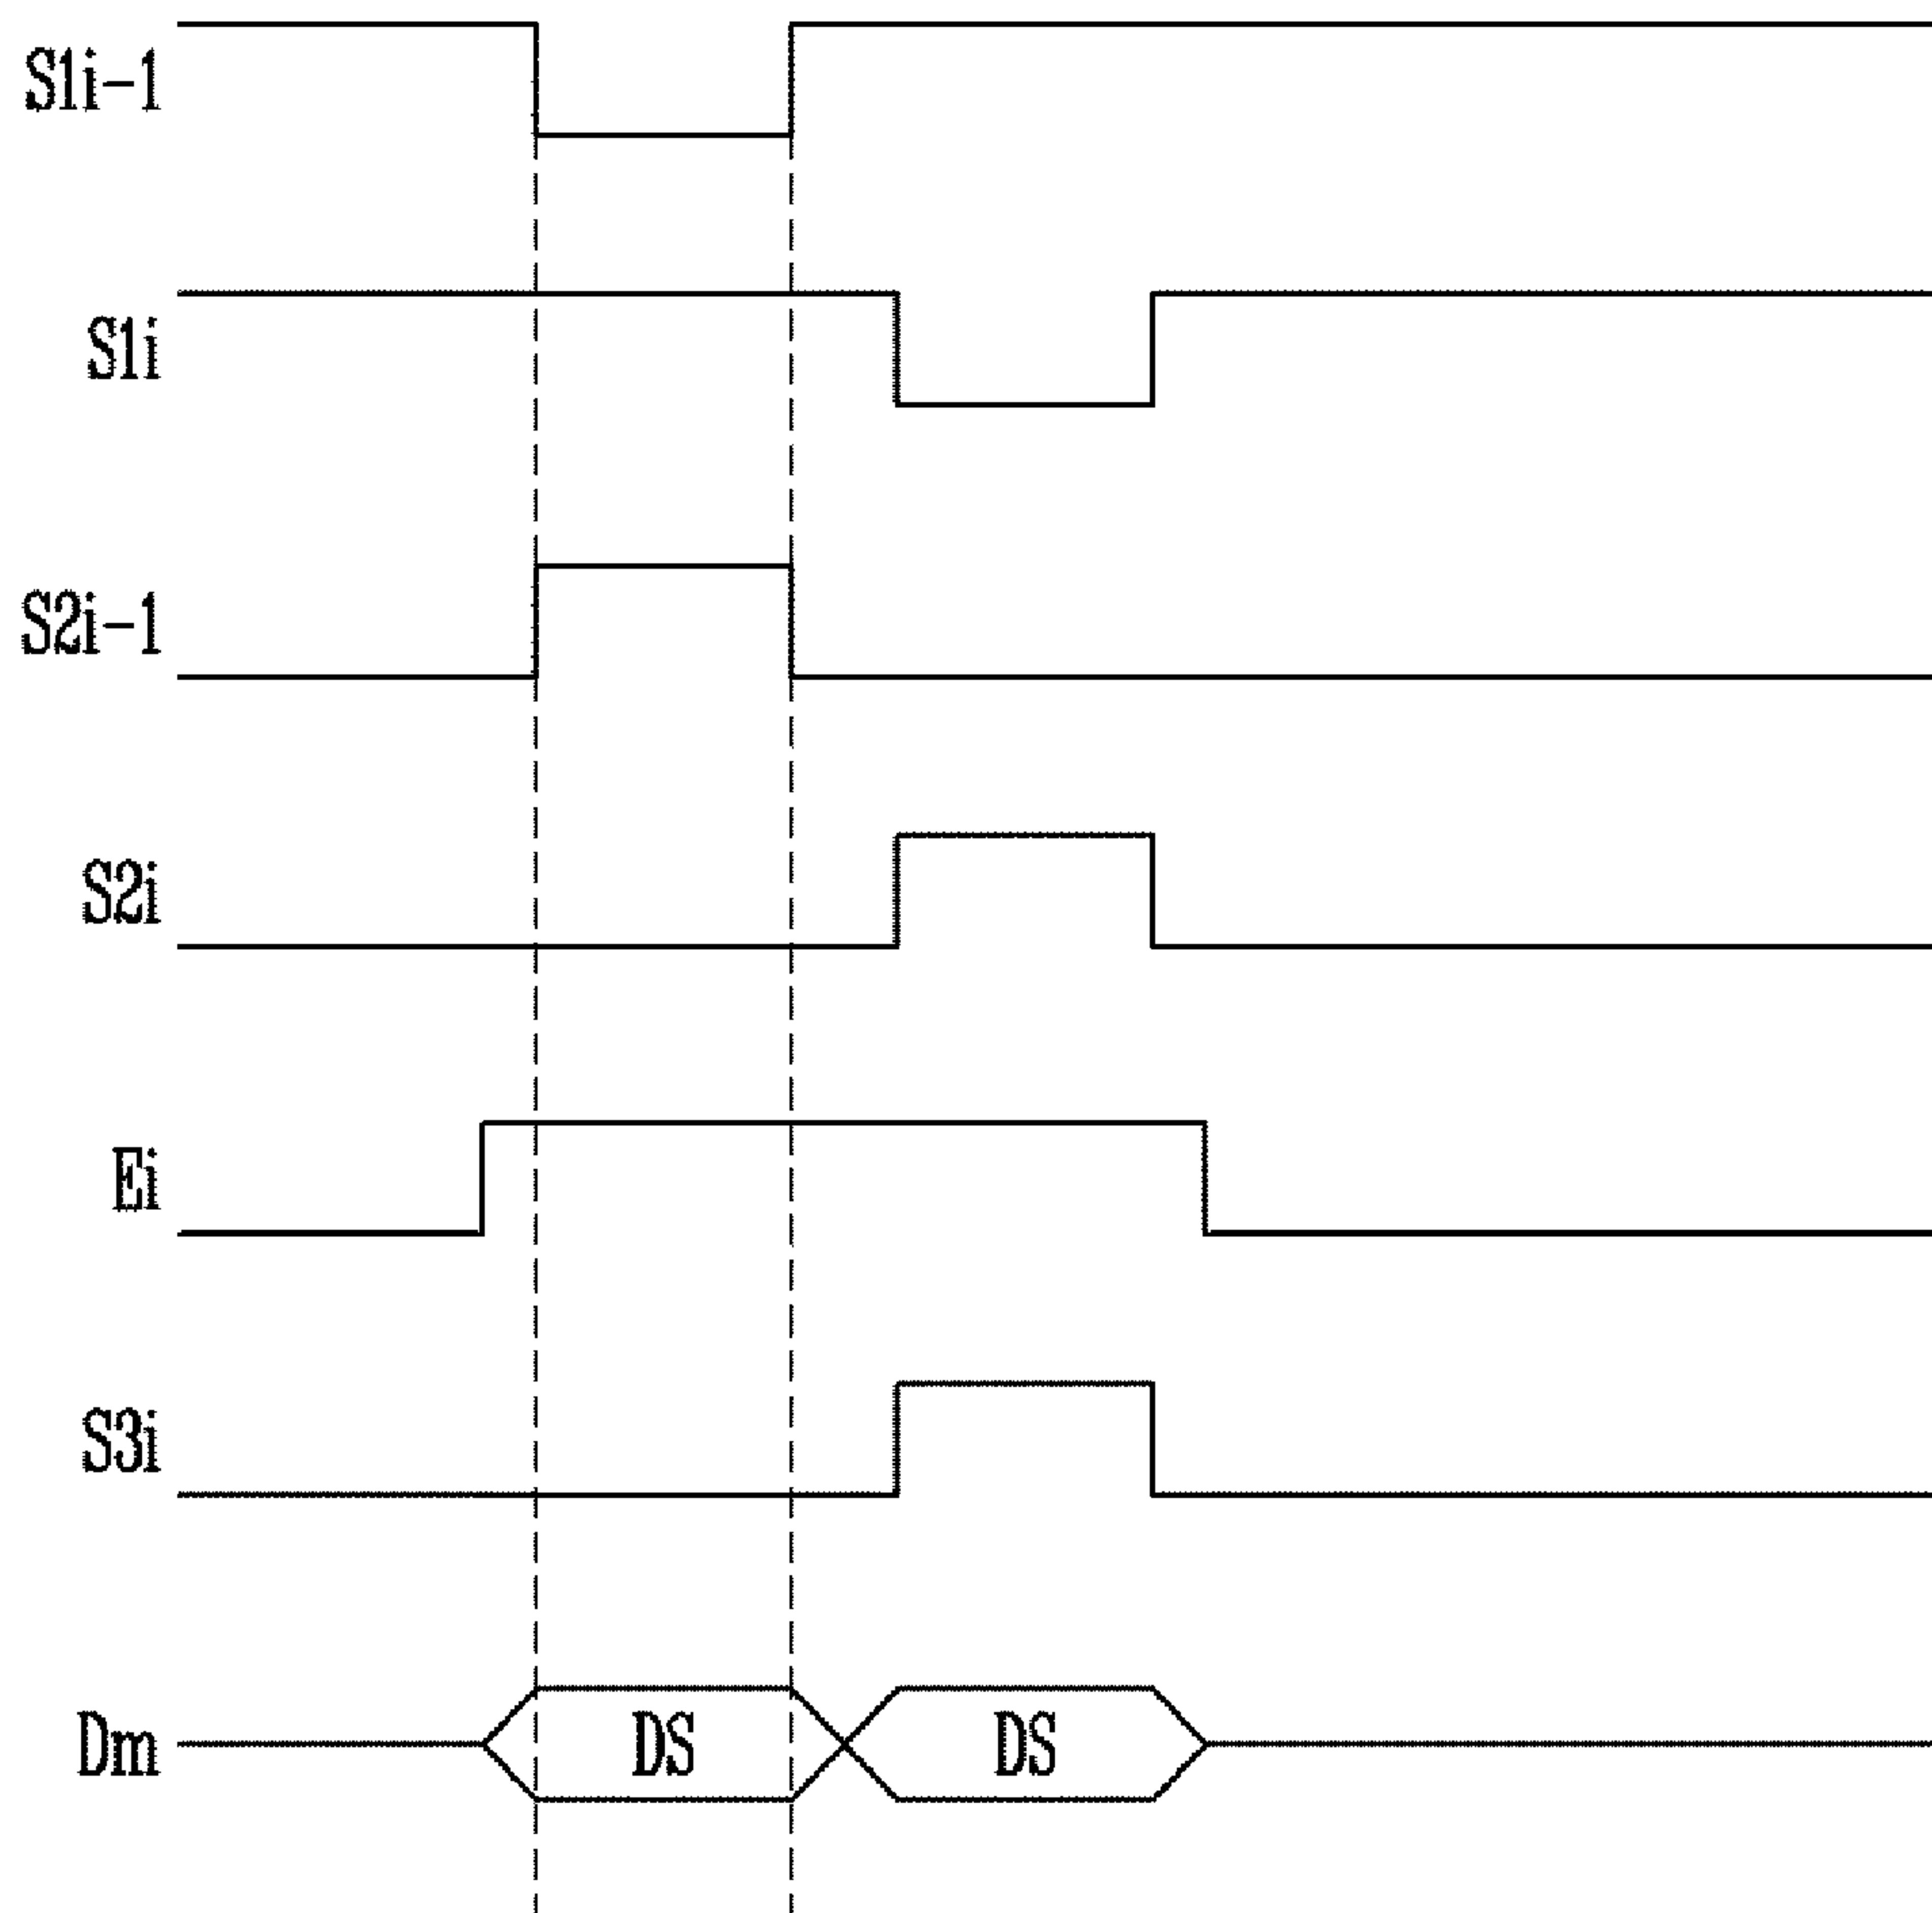 S1i-1
S1i
S2i-1
S2i
Ei
S3i
Dm DS DS